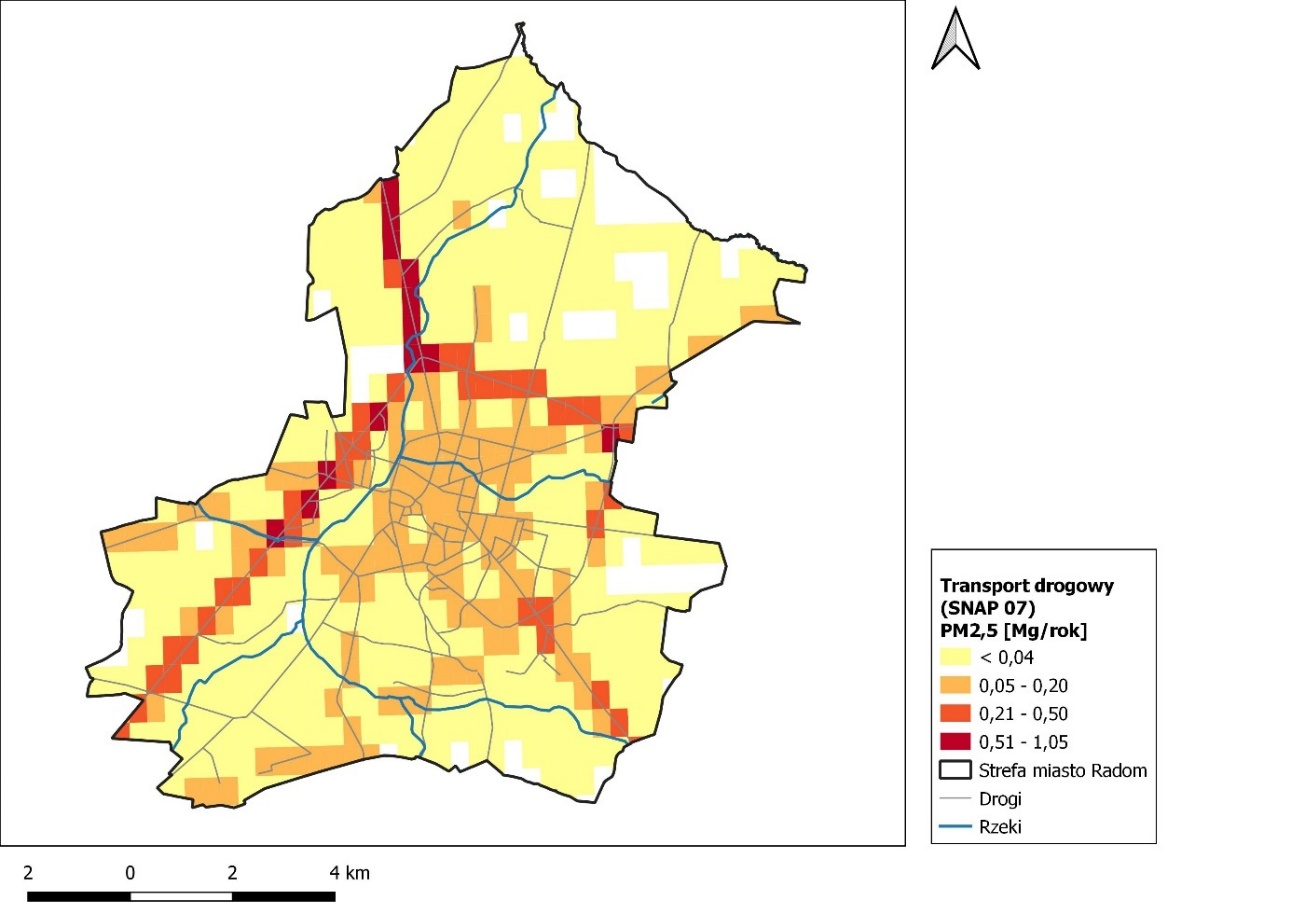 Transport drogowy
(SNAP 07)
PM2,5 [Mg/rok]
< 0,04
0,05 - 0,20
0,21 - 0,50
0,51 - 1,05
Strefa miasto Radom
Drogi
Rzeki
2 0 2 4 km